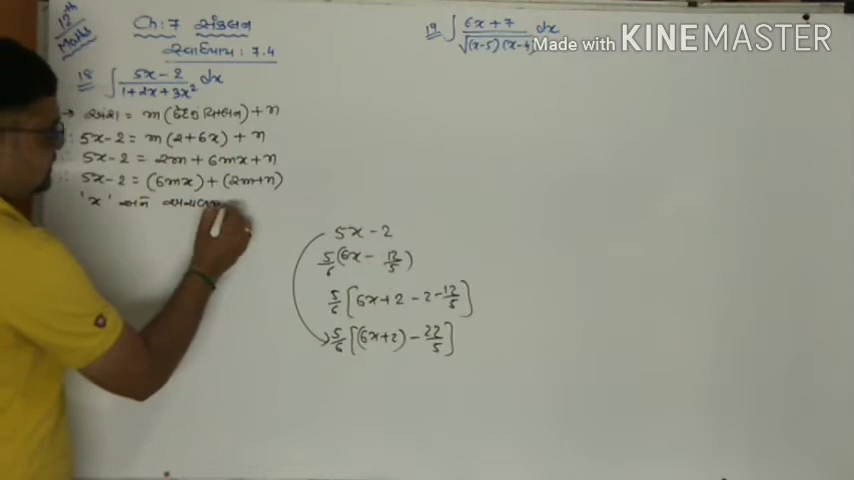 12th Maths
Ch: 7 સંકલન
સ્વાધ્યાય : 7.4
18 ∫ (5x - 2)/(1 + 2x + 3x²) dx
→ અંશ = m( છેદનું વિકલન ) + n
∴ 5x - 2 = m(2 + 6x) + n
∴ 5x - 2 = 2m + 6mx + n
∴ 5x - 2 = (6mx) + (2m + n)
'x' અને
5x - 2
5/6 (6x - 12/5)
5/6 [6x + 2 - 2 - 12/5]
5/6 [(6x + 2) - 22/5]
19 ∫ (6x + 7)/√(x-5)(x-4) dx
Made with KINEMASTER